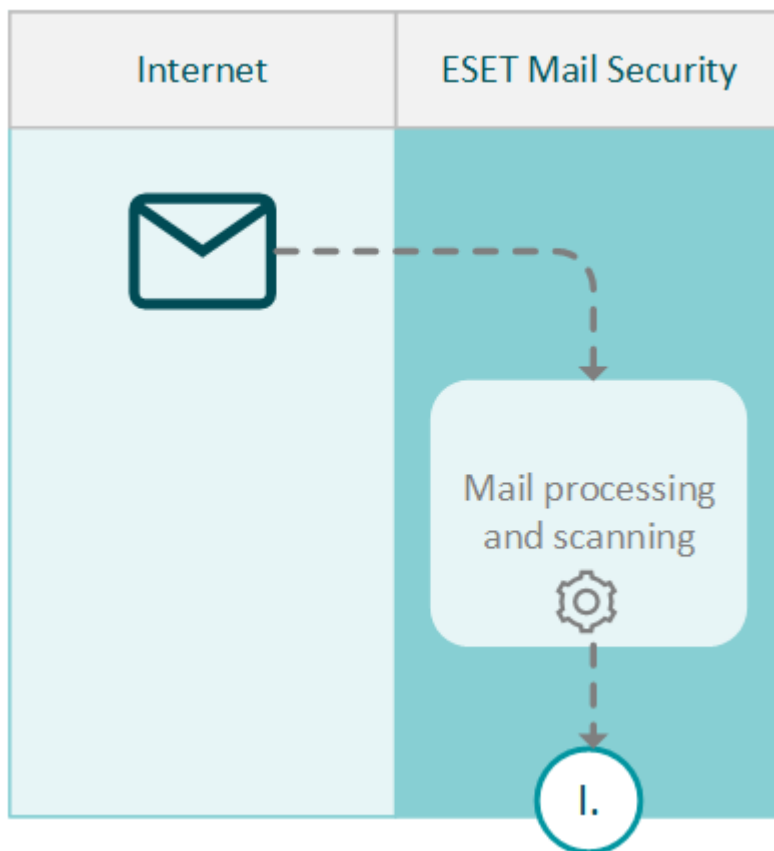 Internet
ESET Mail Security
Mail processing
and scanning
I.